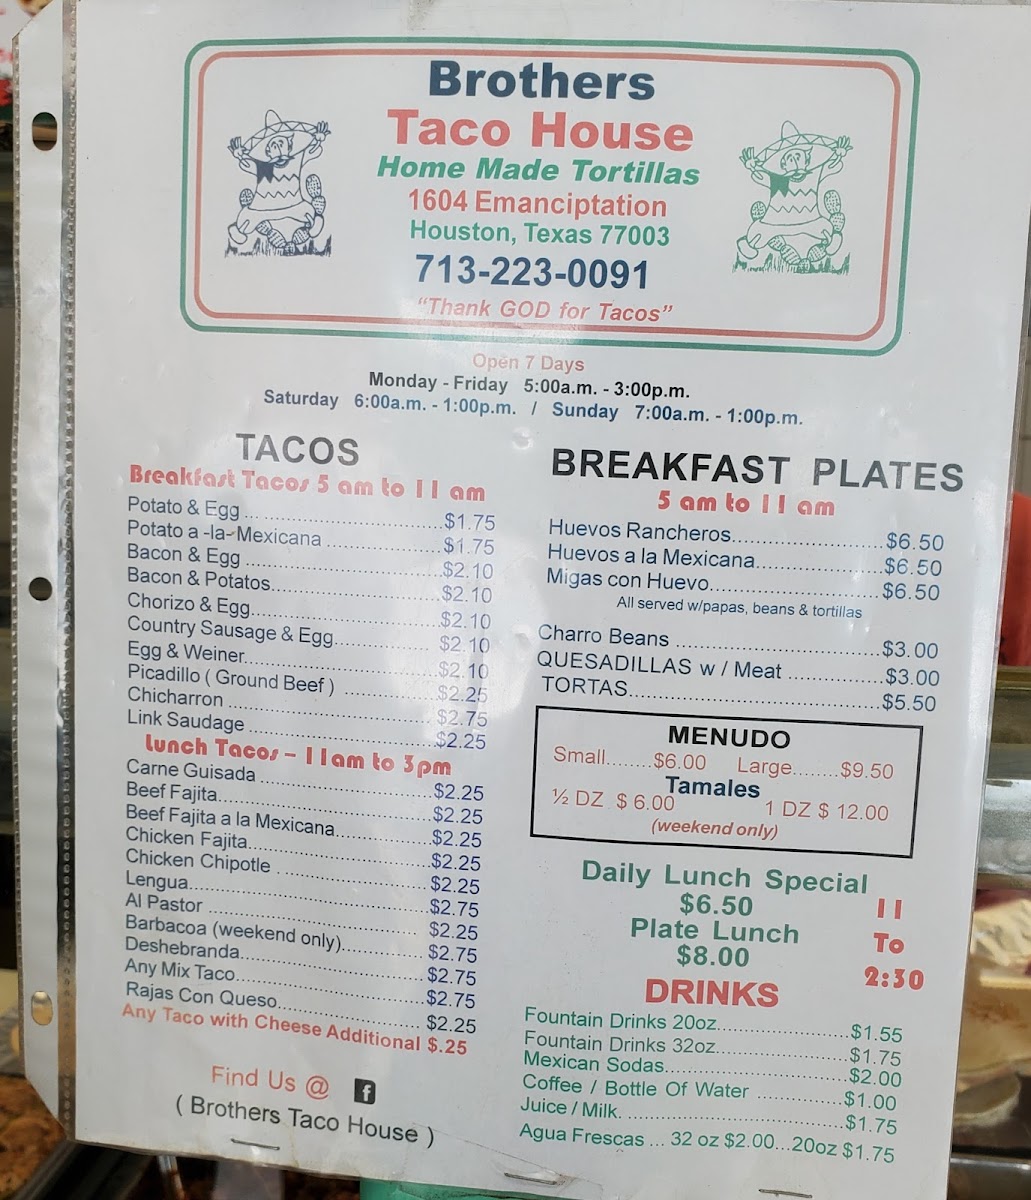 Brothers
Taco House
Home Made Tortillas
1604 Emanciptation
Houston, Texas 77003
713-223-0091
"Thank GOD for Tacos"
Open 7 Days
Monday - Friday 5:00a.m. - 3:00p.m.
Saturday 6:00a.m. - 1:00p.m. / Sunday 7:00a.m. - 1:00p.m.
TACOS
Breakfast Tacos 5 am to 11 am
Potato & Egg ........ $1.75
Potato a -la- Mexicana ........ $1.75
Bacon & Egg ........ $2.10
Bacon & Potatos ........ $2.10
Chorizo & Egg ........ $2.10
Country Sausage & Egg ........ $2.10
Egg & Weiner ........ $2.10
Picadillo ( Ground Beef ) ........ $2.25
Chicharron ........ $2.75
Link Saudage ........ $2.25
Lunch Tacos – 11am to 3pm
Carne Guisada ........ $2.25
Beef Fajita ........ $2.25
Beef Fajita a la Mexicana ........ $2.25
Chicken Fajita ........ $2.25
Chicken Chipotle ........ $2.25
Lengua ........ $2.75
Al Pastor ........ $2.25
Barbacoa (weekend only) ........ $2.75
Deshebranda ........ $2.75
Any Mix Taco ........ $2.75
Rajas Con Queso ........ $2.25
Any Taco with Cheese Additional $.25
Find Us @ f
( Brothers Taco House )
BREAKFAST PLATES
5 am to 11 am
Huevos Rancheros ........ $6.50
Huevos a la Mexicana ........ $6.50
Migas con Huevo ........ $6.50
All served w/papas, beans & tortillas
Charro Beans ........ $3.00
QUESADILLAS w / Meat ........ $3.00
TORTAS ........ $5.50
MENUDO
Small ........ $6.00 Large ........ $9.50
Tamales
½ DZ $ 6.00 1 DZ $ 12.00
(weekend only)
Daily Lunch Special
$6.50
Plate Lunch
$8.00
11
To
2:30
DRINKS
Fountain Drinks 20oz ........ $1.55
Fountain Drinks 32oz ........ $1.75
Mexican Sodas ........ $2.00
Coffee / Bottle Of Water ........ $1.00
Juice / Milk ........ $1.75
Agua Frescas ... 32 oz $2.00...20oz $1.75